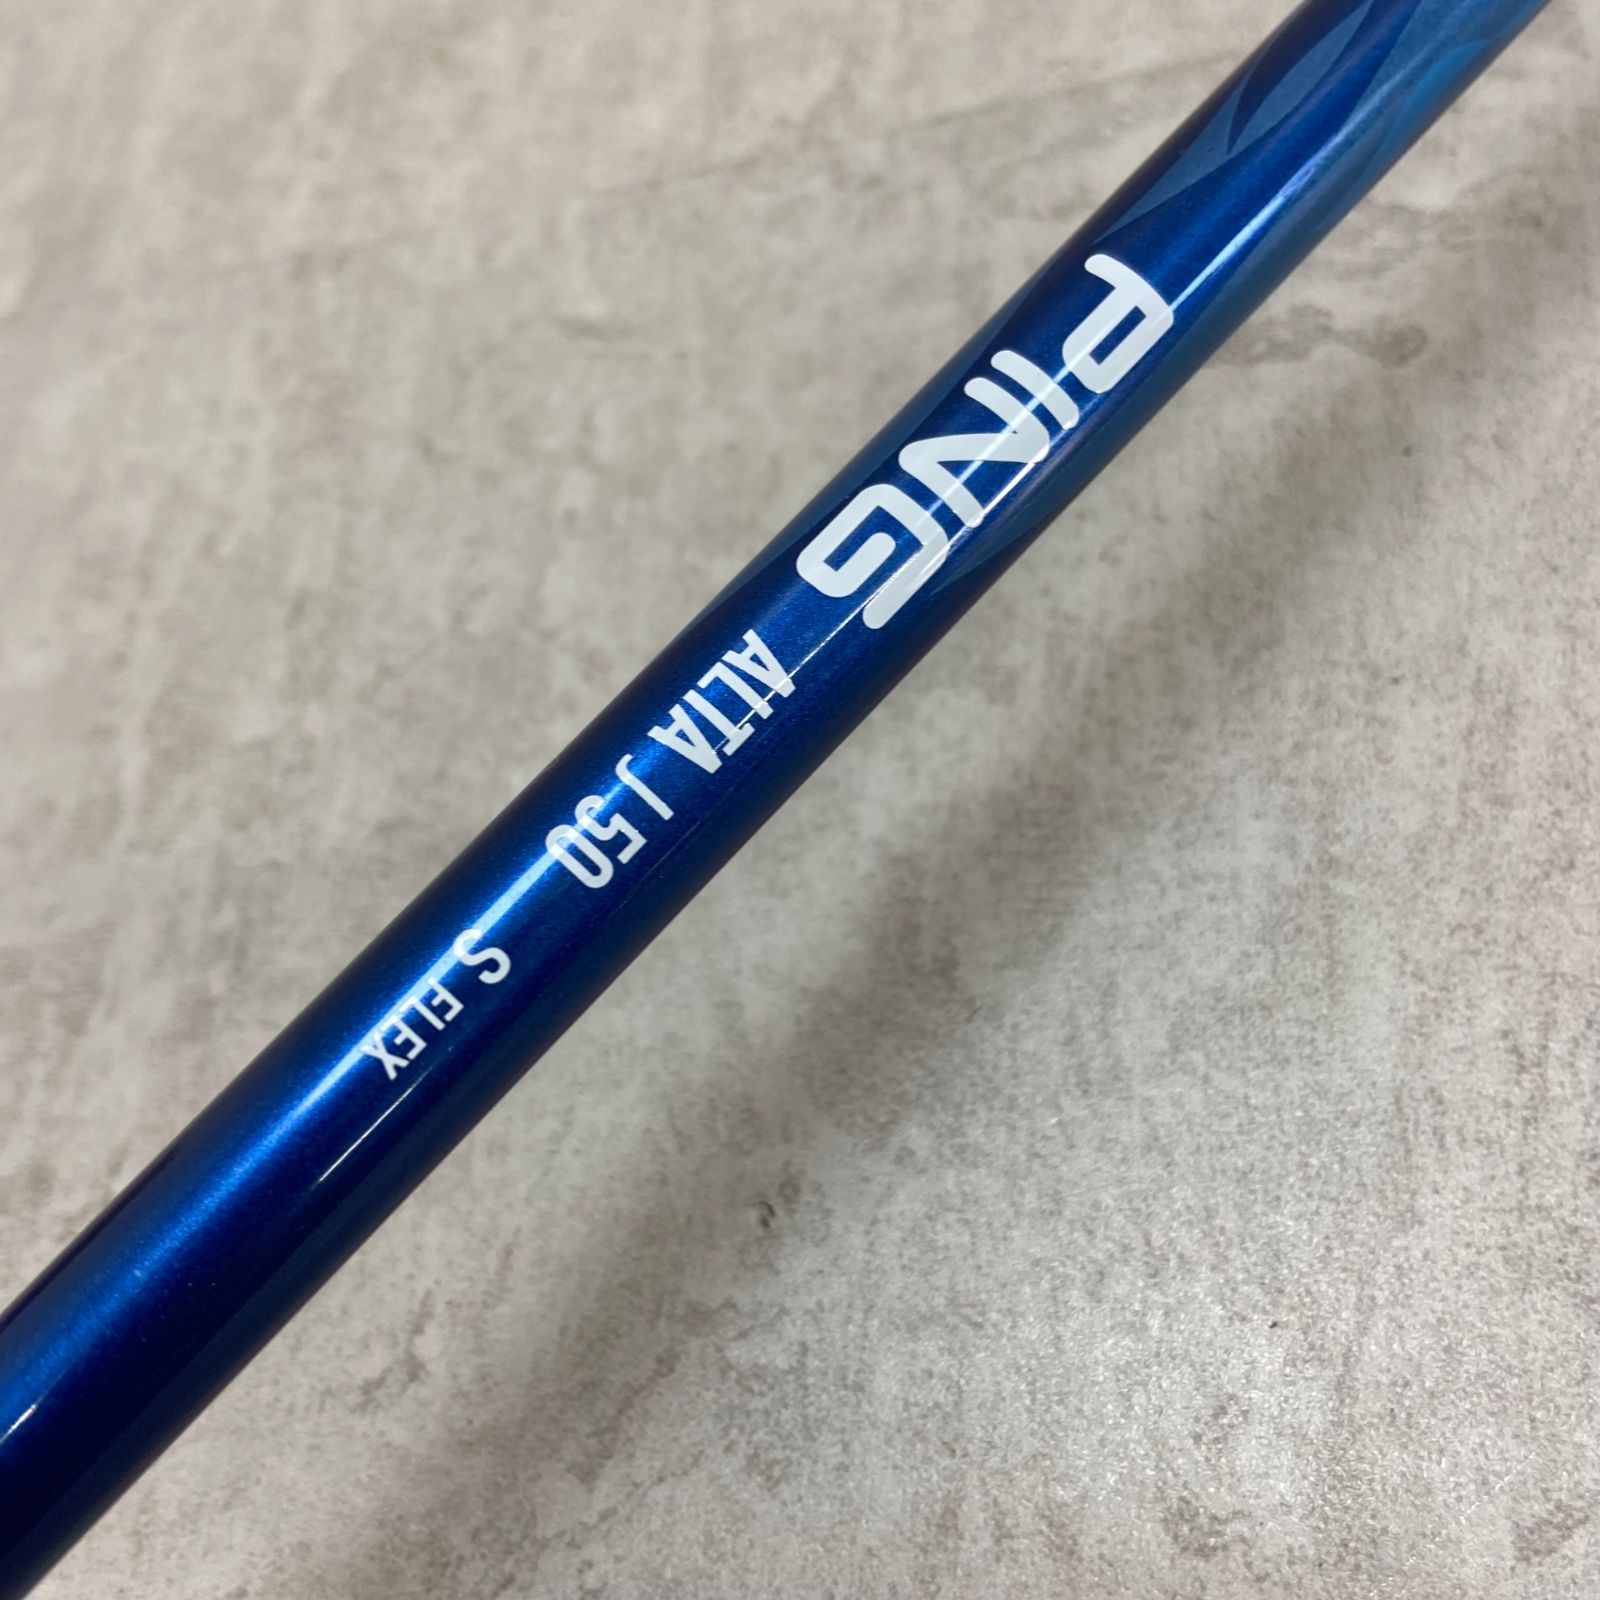 PING
ALTA J 50
S FLEX